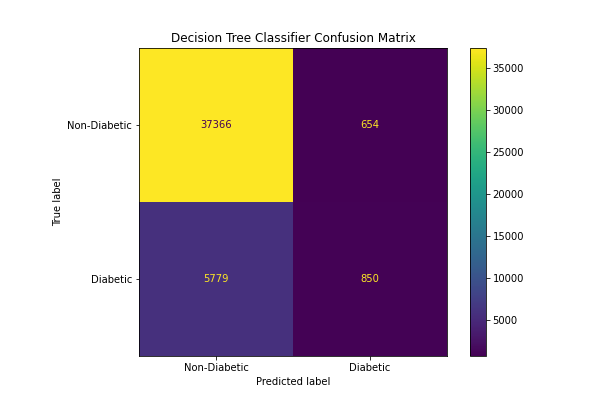 Decision Tree Classifier Confusion Matrix
True label
Non-Diabetic
37366
654
Diabetic
5779
850
Non-Diabetic
Diabetic
Predicted label
35000
30000
25000
20000
15000
10000
5000